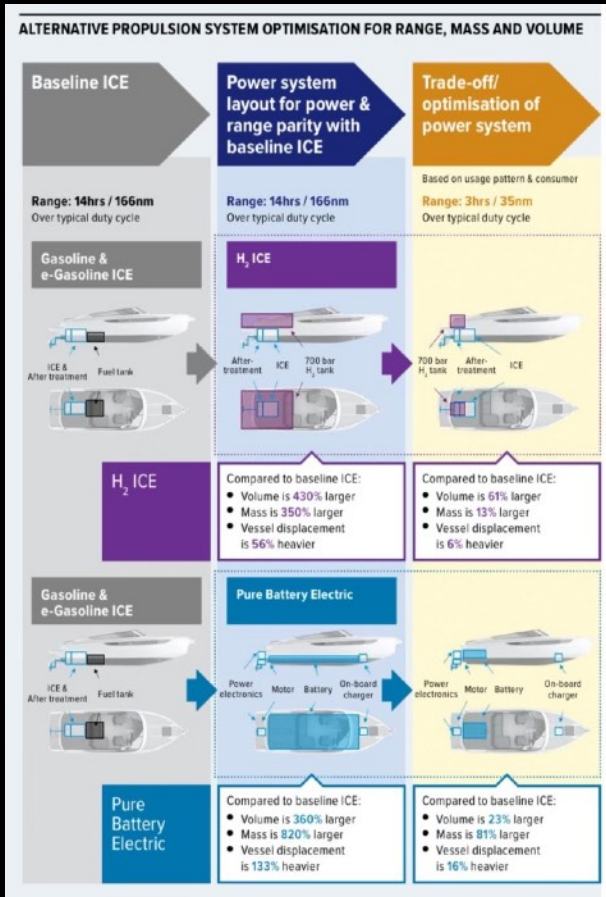 ALTERNATIVE PROPULSION SYSTEM OPTIMISATION FOR RANGE, MASS AND VOLUME
Baseline ICE
Power system
layout for power &
range parity with
baseline ICE
Trade-off/
optimisation of
power system
Range: 14hrs / 166nm
Over typical duty cycle
Range: 14hrs / 166nm
Over typical duty cycle
Based on usage pattern & consumer
Range: 3hrs / 35nm
Over typical duty cycle
Gasoline &
e-Gasoline ICE
H₂ ICE
ICE &
After treatment
Fuel tank
After-
treatment
ICE
700 bar
H₂ tank
700 bar
H₂ tank
After-
treatment
ICE
H₂ ICE
Compared to baseline ICE:
• Volume is 430% larger
• Mass is 350% larger
• Vessel displacement
is 56% heavier
Compared to baseline ICE:
• Volume is 61% larger
• Mass is 13% larger
• Vessel displacement
is 6% heavier
Gasoline &
e-Gasoline ICE
Pure Battery Electric
ICE &
After treatment
Fuel tank
Power
electronics
Motor
Battery
On-board
charger
Power
electronics
Motor
Battery
On-board
charger
Pure
Battery
Electric
Compared to baseline ICE:
• Volume is 360% larger
• Mass is 820% larger
• Vessel displacement
is 133% heavier
Compared to baseline ICE:
• Volume is 23% larger
• Mass is 81% larger
• Vessel displacement
is 16% heavier